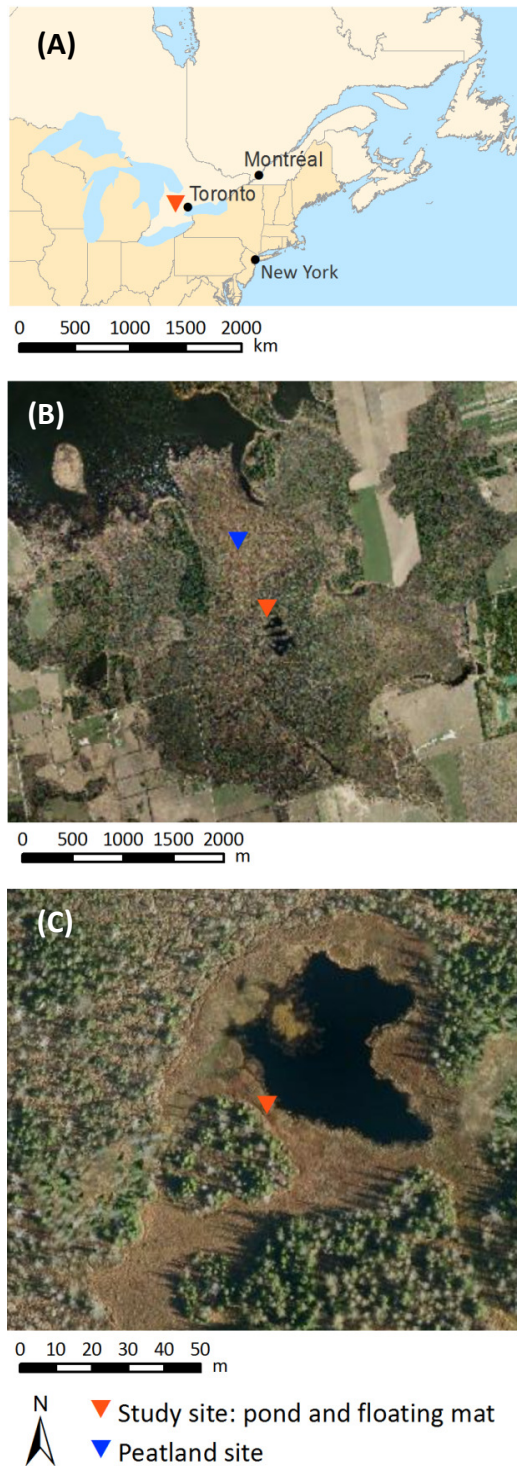 (A)
Montréal
Toronto
New York
0 500 1000 1500 2000
km
(B)
0 500 1000 1500 2000
m
(C)
0 10 20 30 40 50
m
N
Study site: pond and floating mat
Peatland site